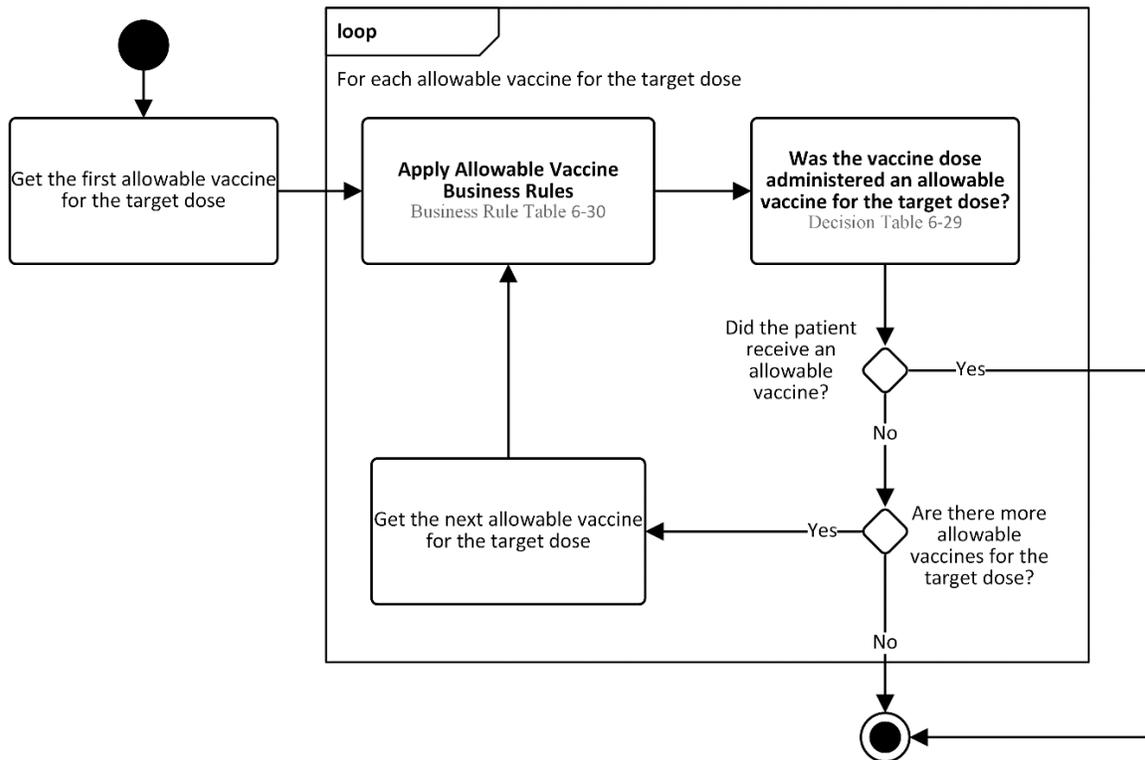 loop
For each allowable vaccine for the target dose
Get the first allowable vaccine
for the target dose
Apply Allowable Vaccine
Business Rules
Business Rule Table 6-30
Was the vaccine dose
administered an allowable
vaccine for the target dose?
Decision Table 6-29
Did the patient
receive an
allowable
vaccine?
Yes
No
Get the next allowable vaccine
for the target dose
Yes
Are there more
allowable
vaccines for the
target dose?
No